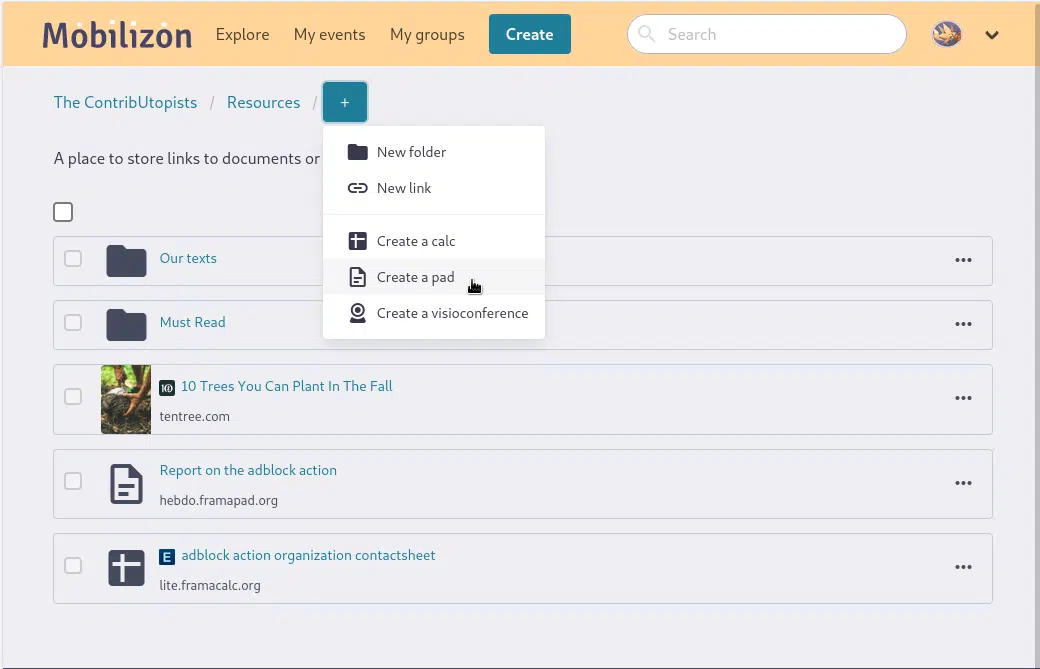 Mobilizon Explore My events My groups Create Search
The ContribUtopists / Resources / +
New folder
A place to store links to documents or
New link
Create a calc
Our texts
Create a pad
Create a visioconference
Must Read
10 Trees You Can Plant In The Fall
tentree.com
Report on the adblock action
hebdo.framapad.org
E adblock action organization contactsheet
lite.framacalc.org